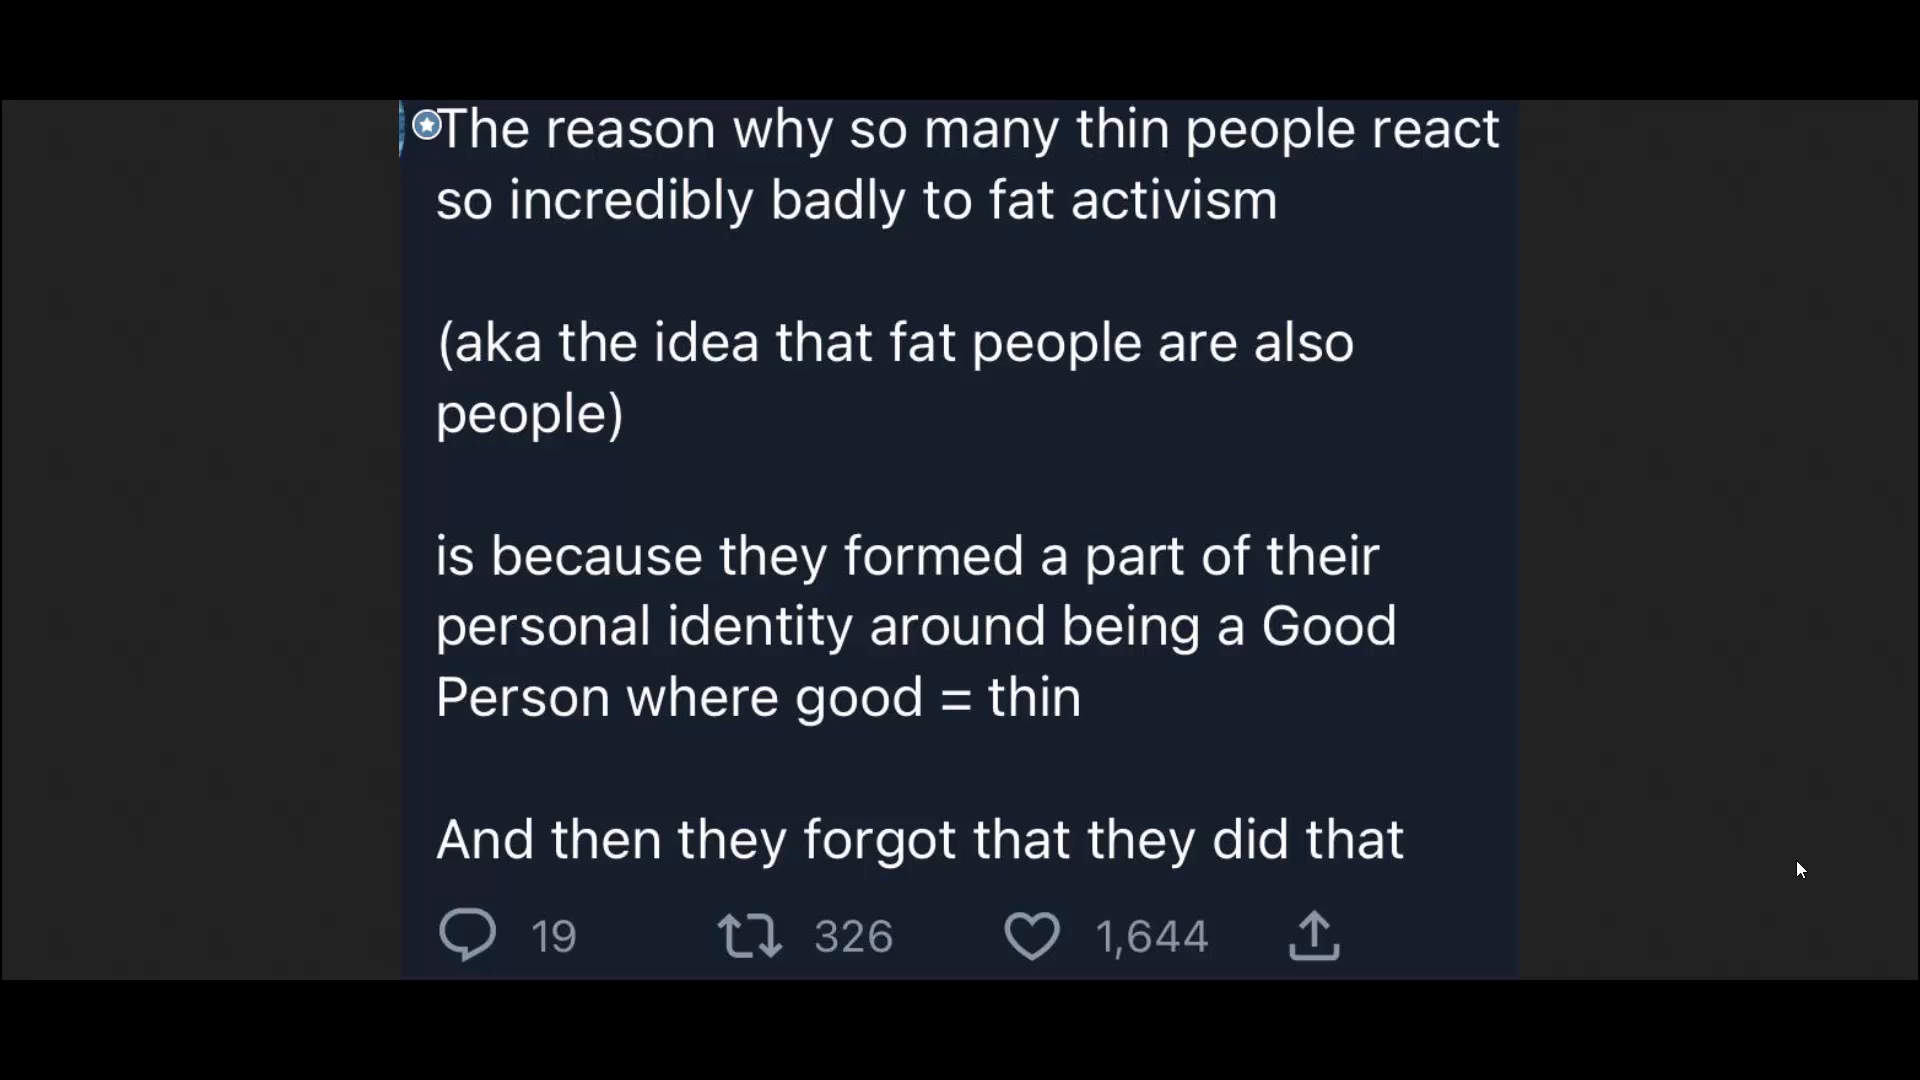 The reason why so many thin people react
so incredibly badly to fat activism
(aka the idea that fat people are also
people)
is because they formed a part of their
personal identity around being a Good
Person where good = thin
And then they forgot that they did that
19 326 1,644